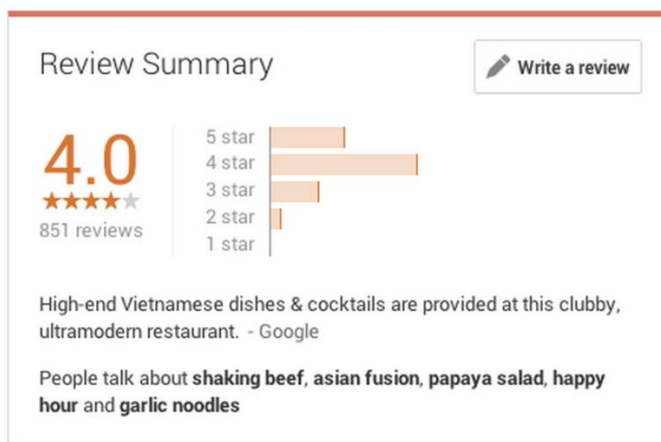 Review Summary
Write a review
4.0
851 reviews
5 star
4 star
3 star
2 star
1 star
High-end Vietnamese dishes & cocktails are provided at this clubby,
ultramodern restaurant. - Google
People talk about shaking beef, asian fusion, papaya salad, happy
hour and garlic noodles